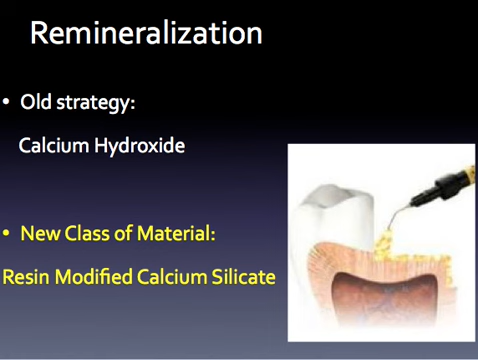 Remineralization
• Old strategy:
Calcium Hydroxide
• New Class of Material:
Resin Modified Calcium Silicate